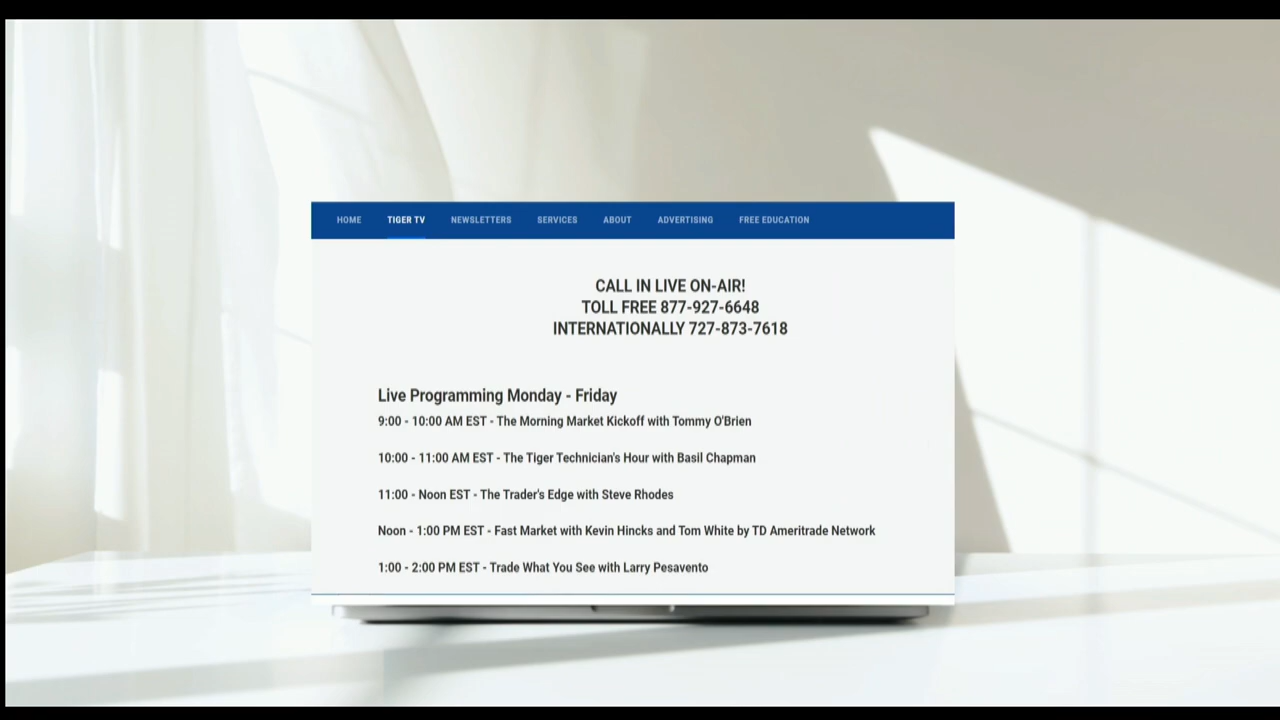 HOME TIGER TV NEWSLETTERS SERVICES ABOUT ADVERTISING FREE EDUCATION
CALL IN LIVE ON-AIR!
TOLL FREE 877-927-6648
INTERNATIONALLY 727-873-7618
Live Programming Monday - Friday
9:00 - 10:00 AM EST - The Morning Market Kickoff with Tommy O'Brien
10:00 - 11:00 AM EST - The Tiger Technician's Hour with Basil Chapman
11:00 - Noon EST - The Trader's Edge with Steve Rhodes
Noon - 1:00 PM EST - Fast Market with Kevin Hincks and Tom White by TD Ameritrade Network
1:00 - 2:00 PM EST - Trade What You See with Larry Pesavento